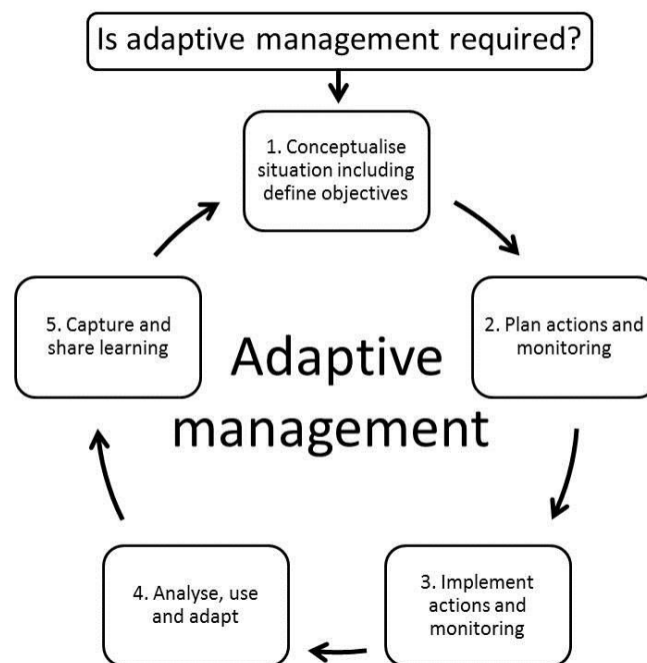 Is adaptive management required?
1. Conceptualise
situation including
define objectives
2. Plan actions and
monitoring
3. Implement
actions and
monitoring
4. Analyse, use
and adapt
5. Capture and
share learning
Adaptive
management